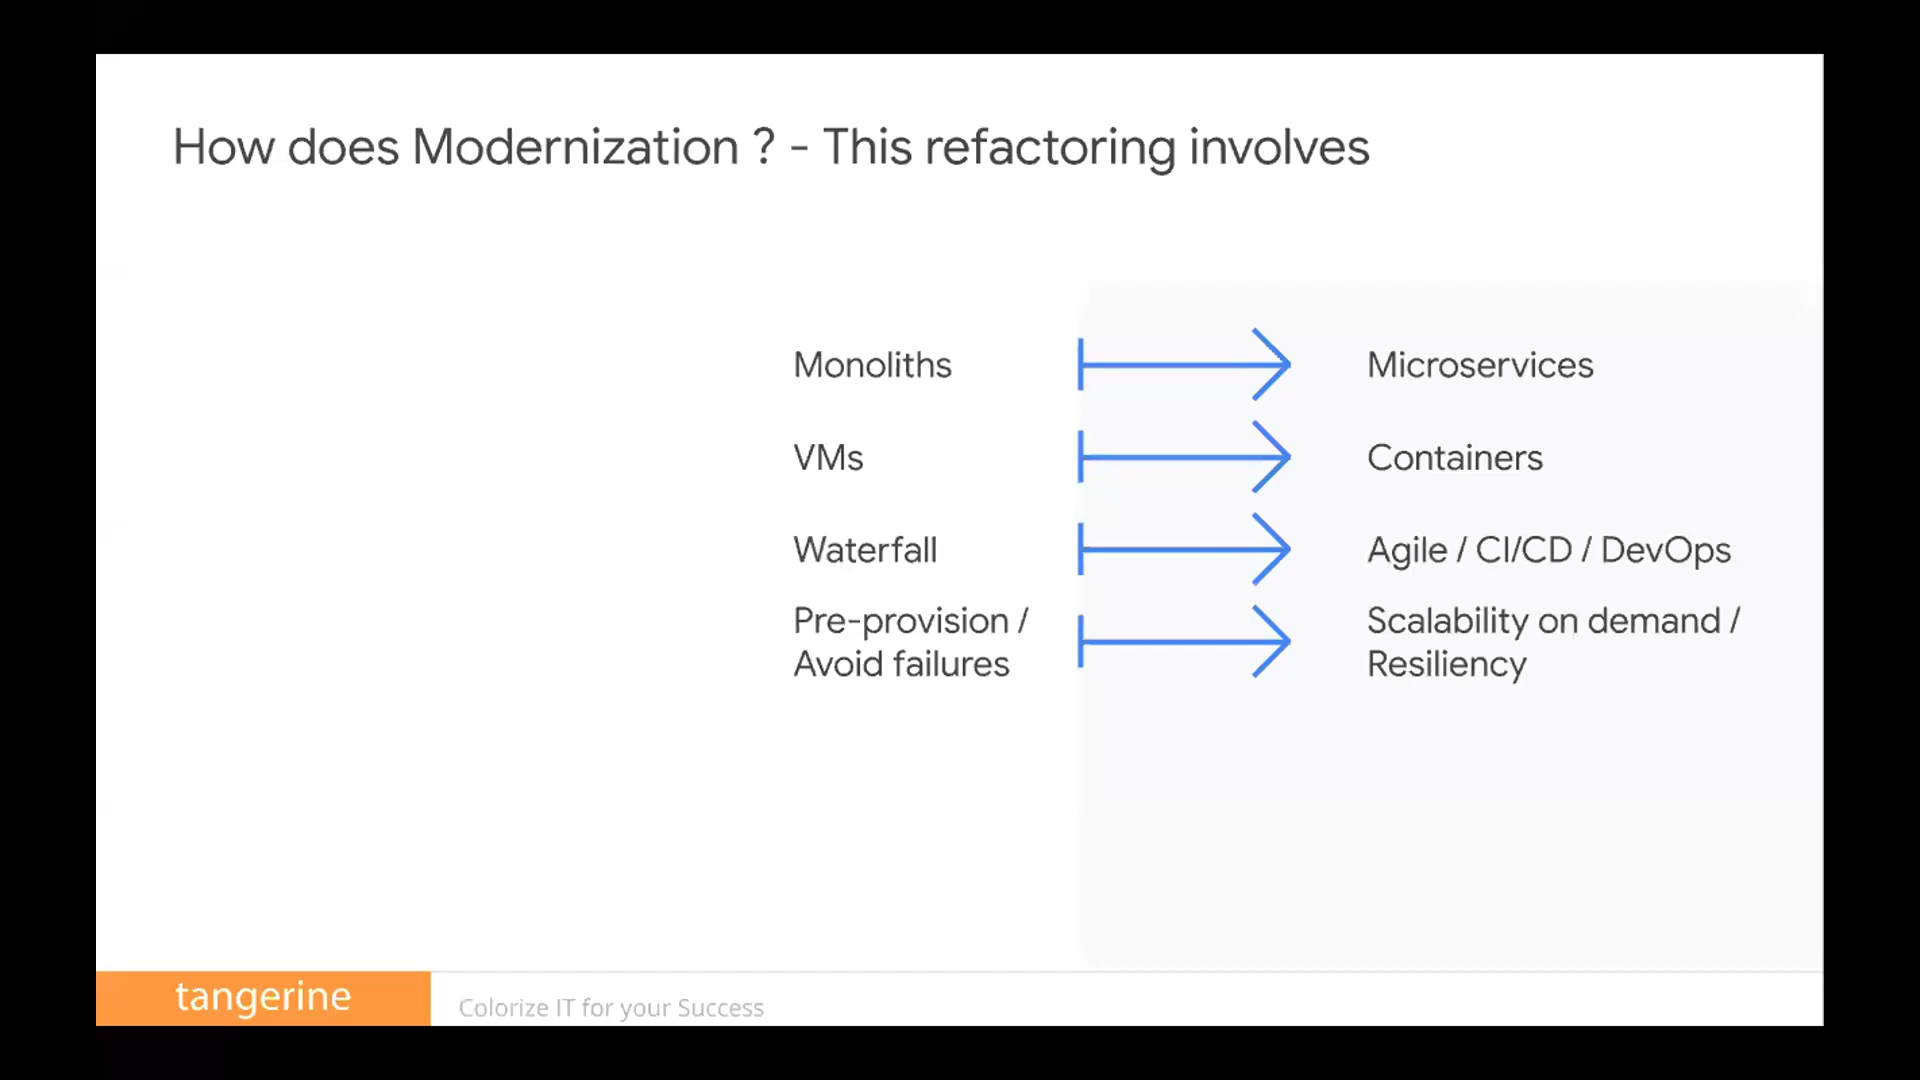 How does Modernization ? - This refactoring involves
Monoliths
Microservices
VMs
Containers
Waterfall
Agile / CI/CD / DevOps
Pre-provision /
Avoid failures
Scalability on demand /
Resiliency
tangerine
Colorize IT for your Success